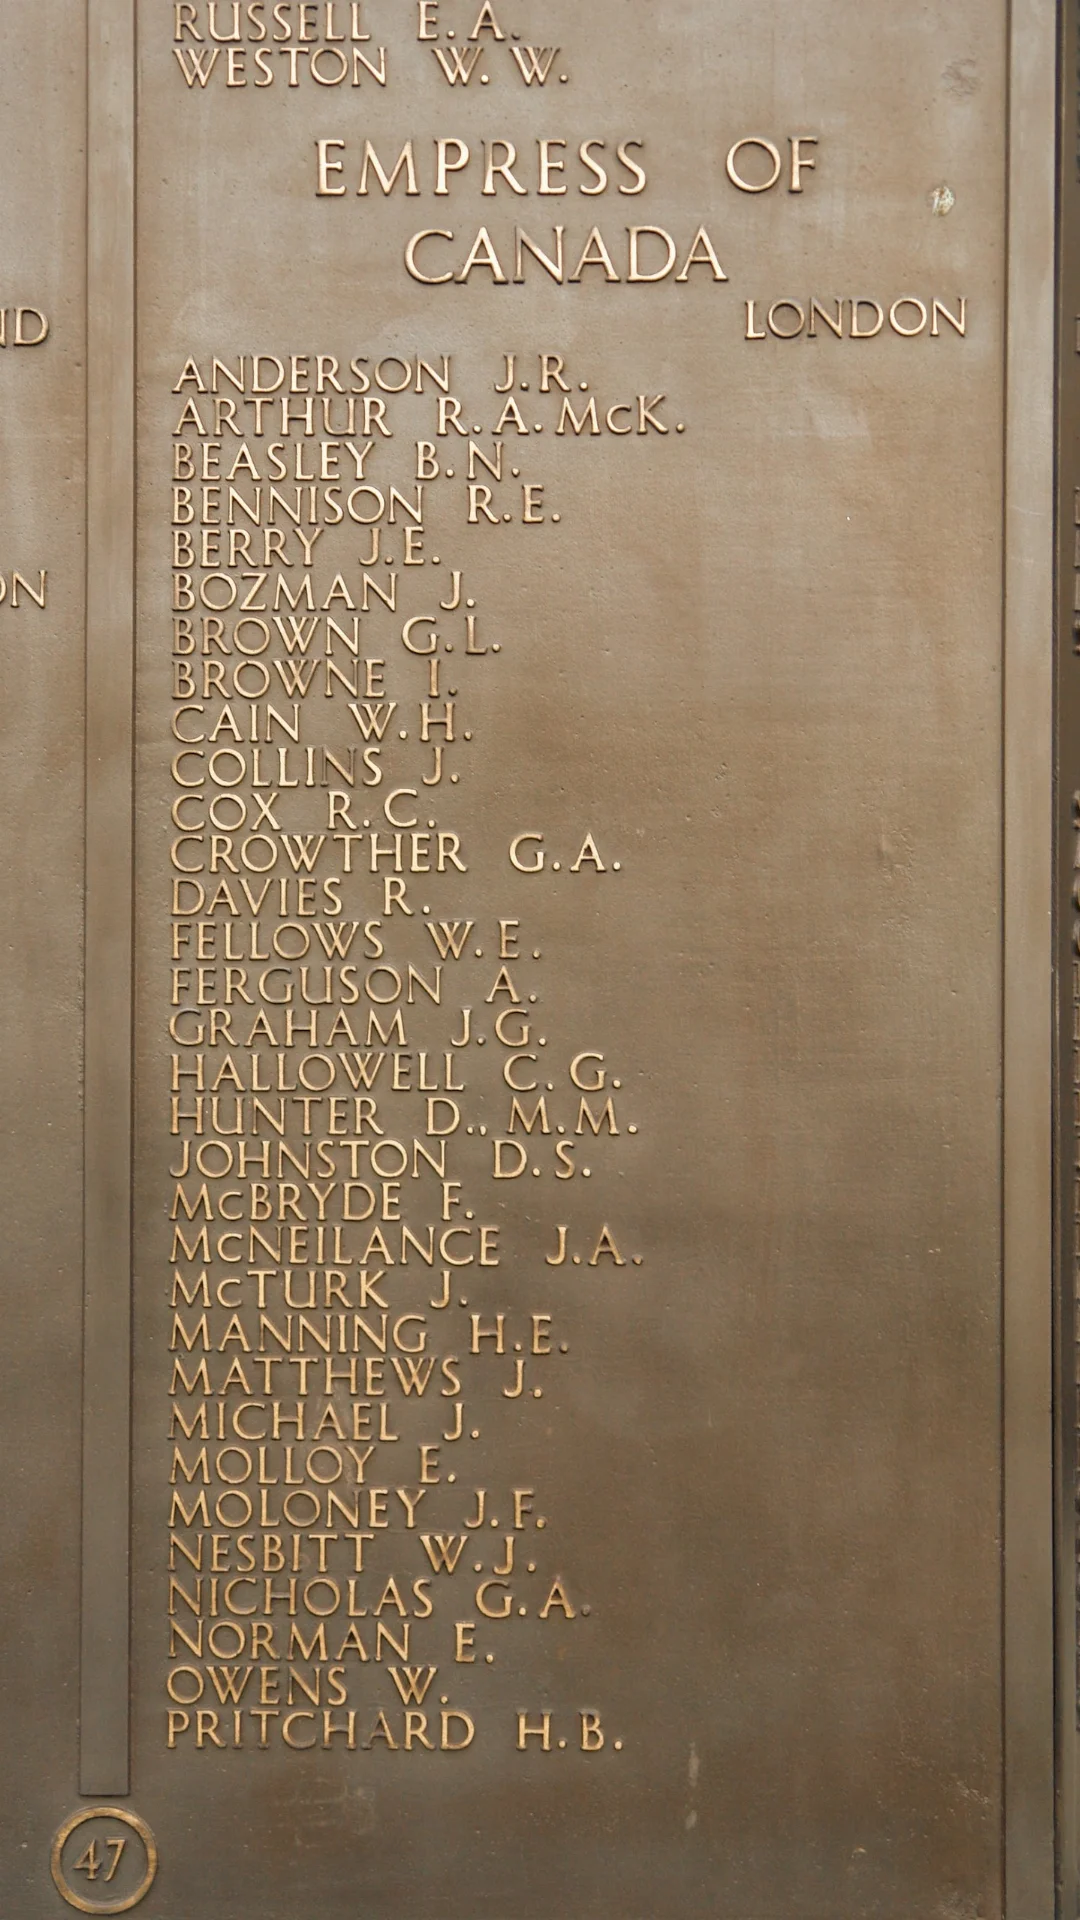 RUSSELL E.A.
WESTON W.W.
EMPRESS OF
CANADA
LONDON
ANDERSON J.R.
ARTHUR R.A.McK.
BEASLEY B.N.
BENNISON R.E.
BERRY J.E.
BOZMAN J.
BROWN G.L.
BROWNE I.
CAIN W.H.
COLLINS J.
COX R.C.
CROWTHER G.A.
DAVIES R.
FELLOWS W.E.
FERGUSON A.
GRAHAM J.G.
HALLOWELL C.G.
HUNTER D., M.M.
JOHNSTON D.S.
McBRYDE F.
McNEILANCE J.A.
McTURK J.
MANNING H.E.
MATTHEWS J.
MICHAEL J.
MOLLOY E.
MOLONEY J.F.
NESBITT W.J.
NICHOLAS G.A.
NORMAN E.
OWENS W.
PRITCHARD H.B.
47